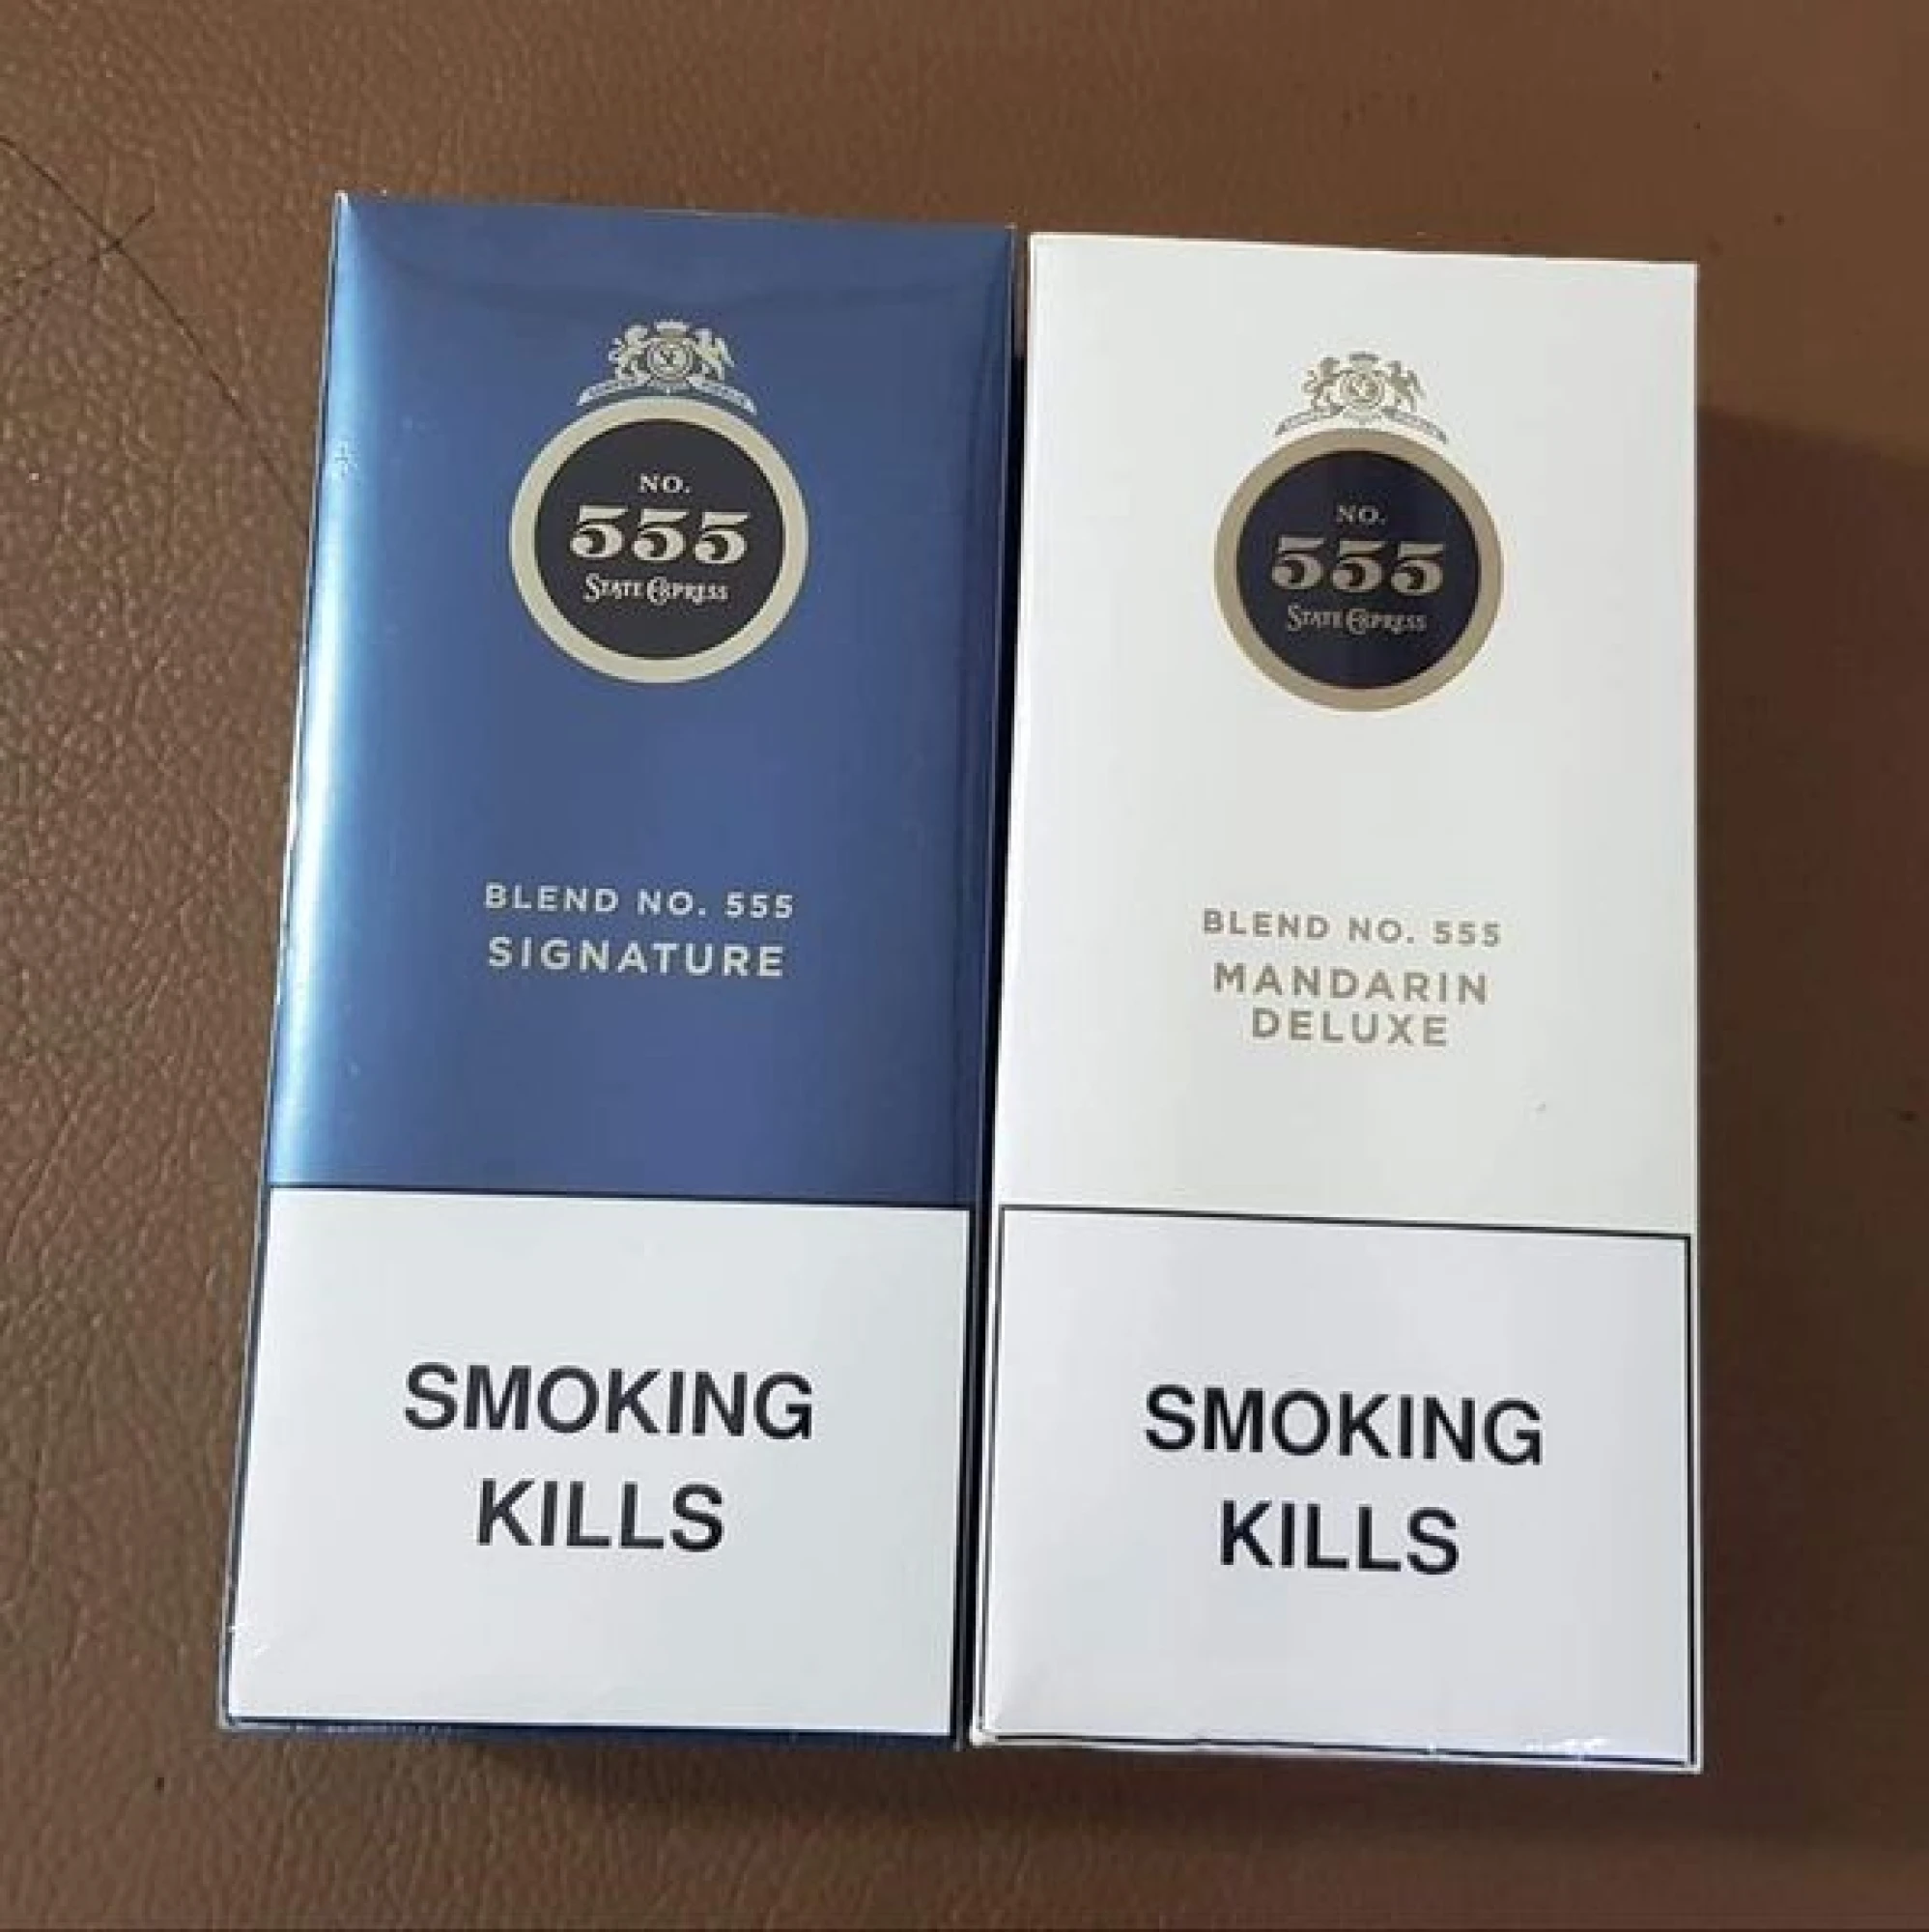 NO.
555
STATE EXPRESS
BLEND NO. 555
SIGNATURE
SMOKING
KILLS
NO.
555
STATE EXPRESS
BLEND NO. 555
MANDARIN
DELUXE
SMOKING
KILLS